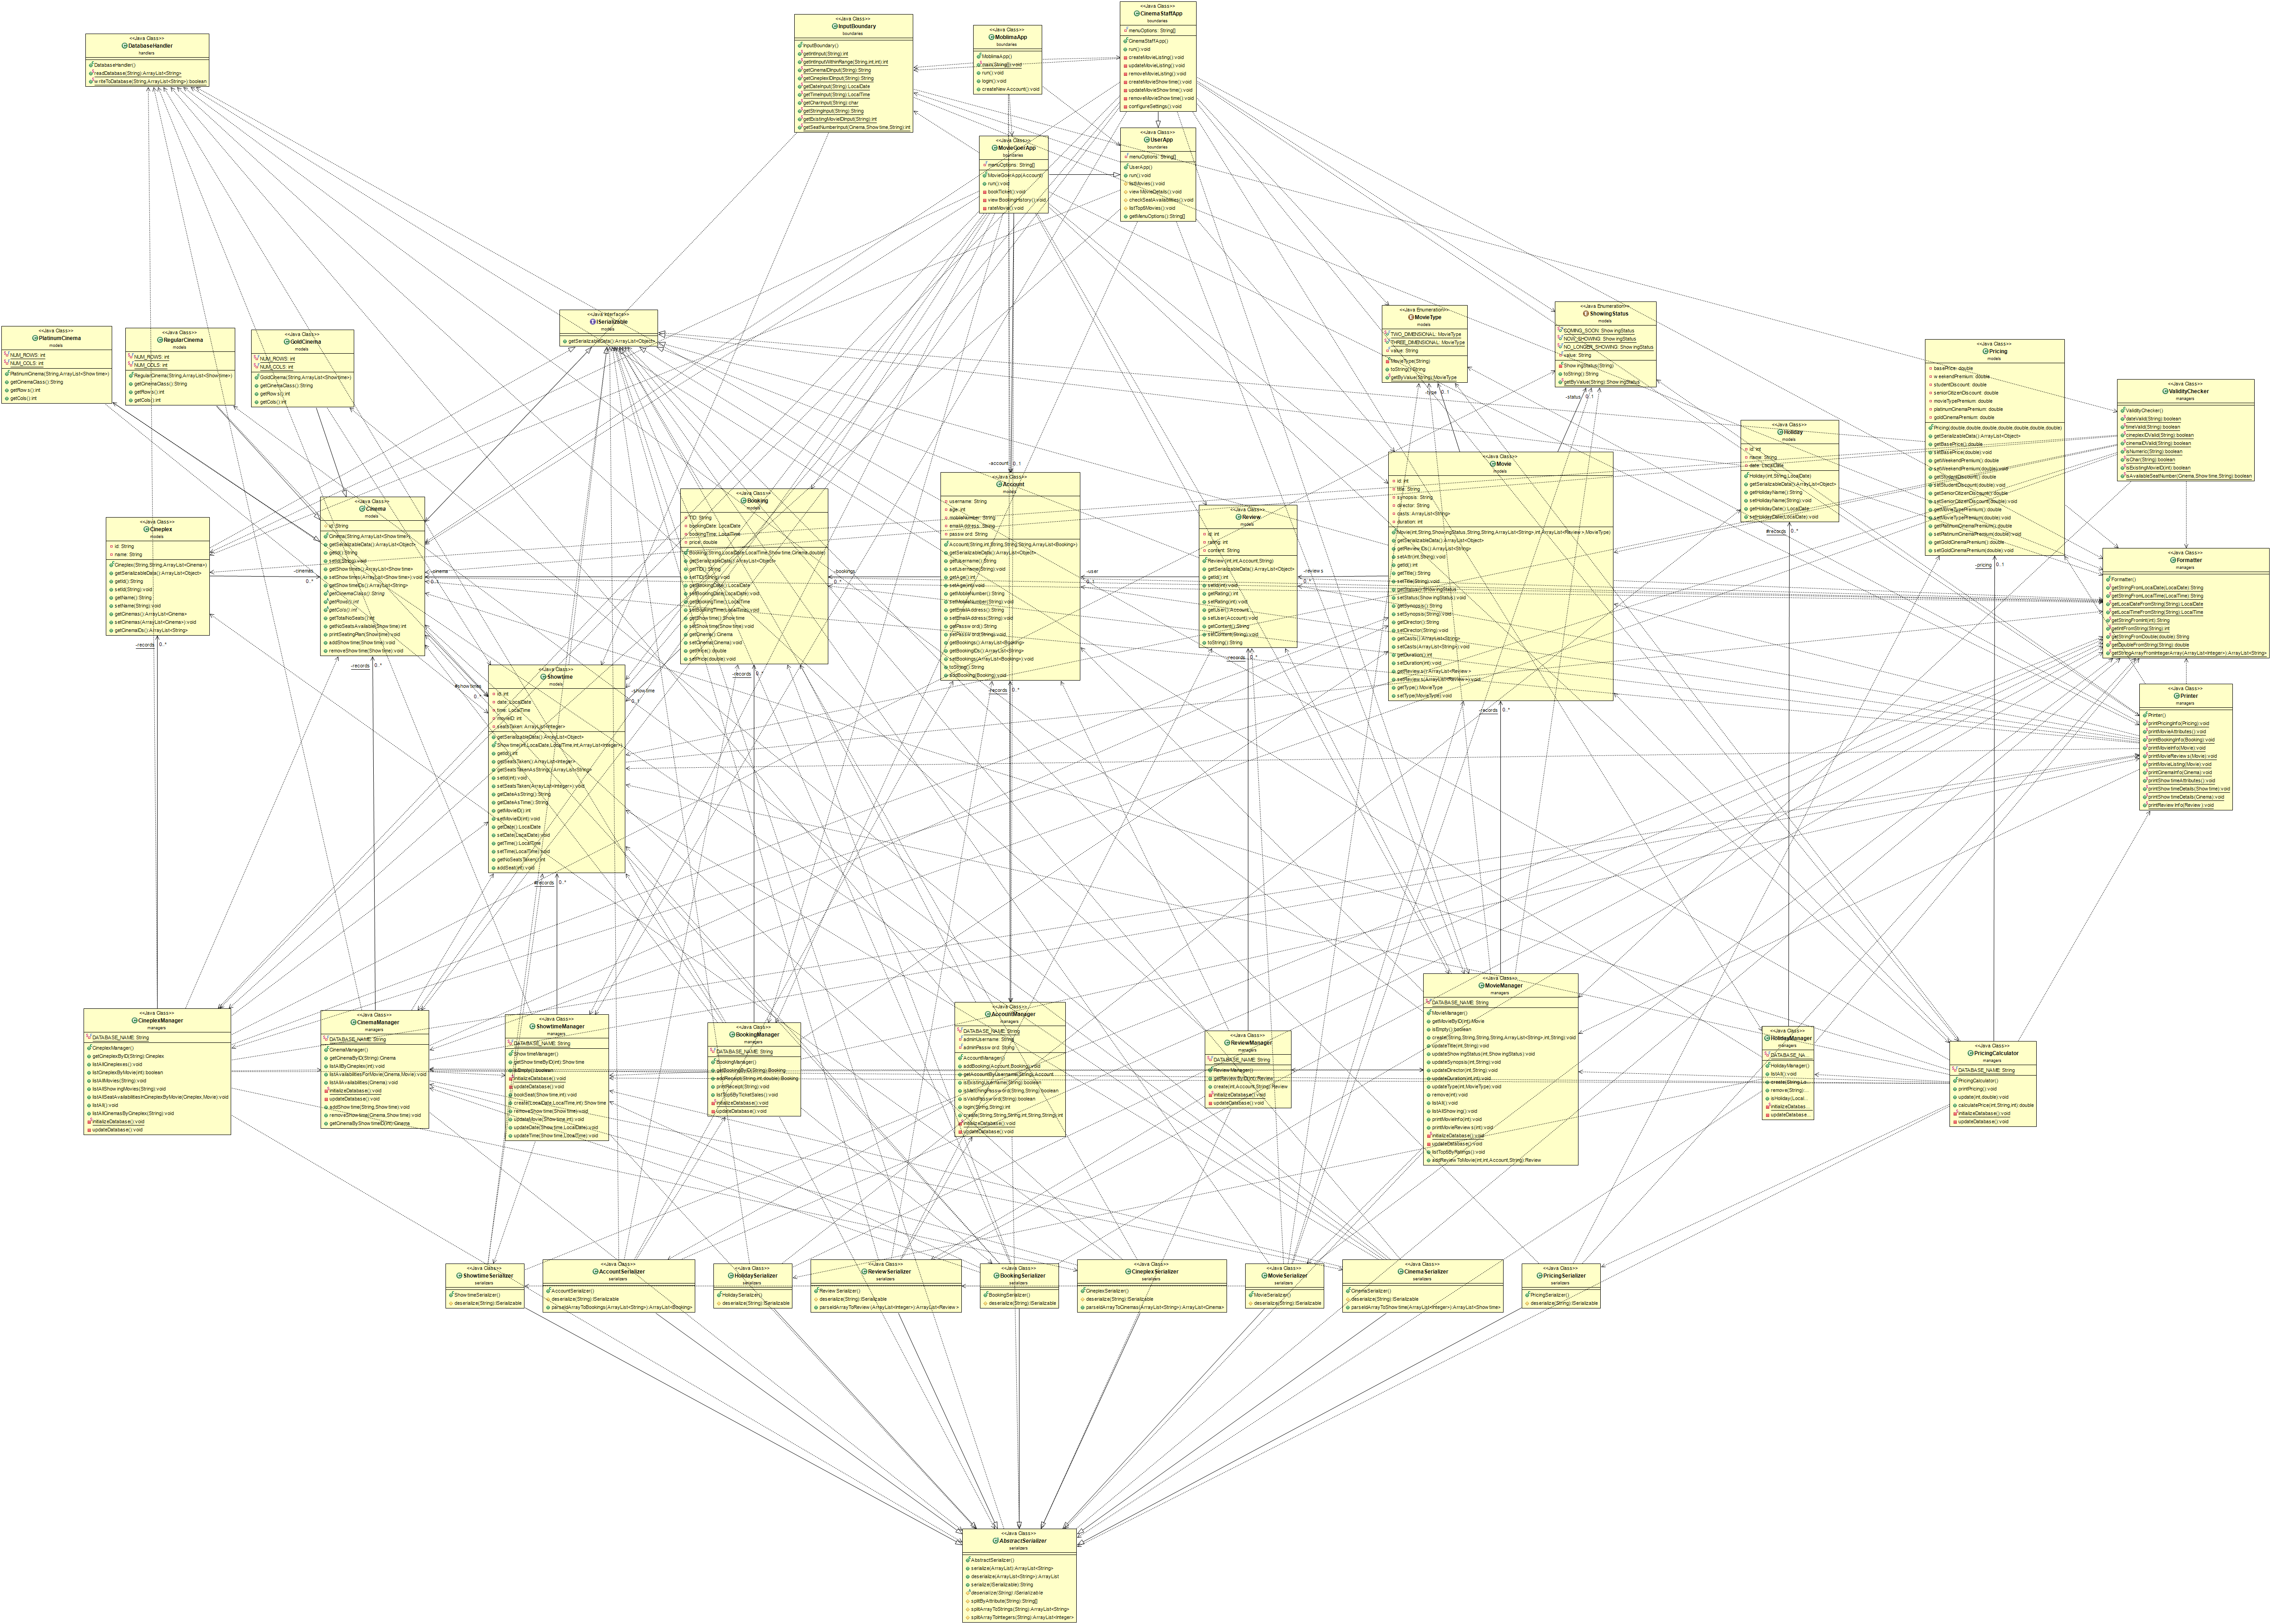 <<Java Class>>
CinemaStaffApp
boundaries
menuOptions: String[]
CinemaStaffApp()
run():void
createMovieListing():void
updateMovieListing():void
removeMovieListing():void
createMovieShowtime():void
updateMovieShowtime():void
removeMovieShowtime():void
configureSettings():void
<<Java Class>>
InputBoundary
boundaries
InputBoundary()
getIntInput(String):int
getIntInputWithinRange(String,int,int):int
getCinemaIDInput(String):String
getCineplexIDInput(String):String
getDateInput(String):LocalDate
getTimeInput(String):LocalTime
getCharInput(String):char
getStringInput(String):String
getExistingMovieIDInput(String):int
getSeatNumberInput(Cinema,Showtime,String):int
<<Java Class>>
MoblimaApp
boundaries
MoblimaApp()
main(String[]):void
run():void
login():void
createNewAccount():void
<<Java Class>>
DatabaseHandler
handlers
DatabaseHandler()
readDatabase(String):ArrayList<String>
writeToDatabase(String,ArrayList<String>):boolean
<<Java Class>>
MovieGoerApp
boundaries
menuOptions: String[]
MovieGoerApp(Account)
run():void
bookTicket():void
viewBookingHistory():void
rateMovie():void
<<Java Class>>
UserApp
boundaries
menuOptions: String[]
UserApp()
run():void
listMovies():void
viewMovieDetails():void
checkSeatAvailabilities():void
listTop5Movies():void
getMenuOptions():String[]
<<Java Class>>
PlatinumCinema
models
NUM_ROWS: int
NUM_COLS: int
PlatinumCinema(String,ArrayList<Showtime>)
getCinemaClass():String
getRows():int
getCols():int
<<Java Class>>
RegularCinema
models
NUM_ROWS: int
NUM_COLS: int
RegularCinema(String,ArrayList<Showtime>)
getCinemaClass():String
getRows():int
getCols():int
<<Java Class>>
GoldCinema
models
NUM_ROWS: int
NUM_COLS: int
GoldCinema(String,ArrayList<Showtime>)
getCinemaClass():String
getRows():int
getCols():int
<<Java Interface>>
ISerializable
models
getSerializableData():ArrayList<Object>
<<Java Enumeration>>
MovieType
models
TWO_DIMENSIONAL: MovieType
THREE_DIMENSIONAL: MovieType
value: String
MovieType(String)
toString():String
getByValue(String):MovieType
<<Java Enumeration>>
ShowingStatus
models
COMING_SOON: ShowingStatus
NOW_SHOWING: ShowingStatus
NO_LONGER_SHOWING: ShowingStatus
value: String
ShowingStatus(String)
toString():String
getByValue(String):ShowingStatus
<<Java Class>>
Pricing
models
basePrice: double
weekendPremium: double
studentDiscount: double
seniorCitizenDiscount: double
movieTypePremium: double
platinumCinemaPremium: double
goldCinemaPremium: double
Pricing(double,double,double,double,double,double,double)
getSerializableData():ArrayList<Object>
getBasePrice():double
setBasePrice(double):void
getWeekendPremium():double
setWeekendPremium(double):void
getStudentDiscount():double
setStudentDiscount(double):void
getSeniorCitizenDiscount():double
setSeniorCitizenDiscount(double):void
getMovieTypePremium():double
setMovieTypePremium(double):void
getPlatinumCinemaPremium():double
setPlatinumCinemaPremium(double):void
getGoldCinemaPremium():double
setGoldCinemaPremium(double):void
<<Java Class>>
ValidityChecker
managers
ValidityChecker()
dateValid(String):boolean
timeValid(String):boolean
cineplexIDValid(String):boolean
cinemaIDValid(String):boolean
isNumeric(String):boolean
isChar(String):boolean
isExistingMovieID(int):boolean
isAvailableSeatNumber(Cinema,Showtime,String):boolean
<<Java Class>>
Holiday
models
id: int
name: String
date: LocalDate
Holiday(int,String,LocalDate)
getSerializableData():ArrayList<Object>
getHolidayName():String
setHolidayName(String):void
getHolidayDate():LocalDate
setHolidayDate(LocalDate):void
<<Java Class>>
Cineplex
models
id: String
name: String
Cineplex(String,String,ArrayList<Cinema>)
getSerializableData():ArrayList<Object>
getId():String
setId(String):void
getName():String
setName(String):void
getCinemas():ArrayList<Cinema>
setCinemas(ArrayList<Cinema>):void
getCinemaIDs():ArrayList<String>
<<Java Class>>
Cinema
models
id: String
Cinema(String,ArrayList<Showtime>)
getSerializableData():ArrayList<Object>
getId():String
setId(String):void
getShowtimes():ArrayList<Showtime>
setShowtimes(ArrayList<Showtime>):void
getShowtimeIDs():ArrayList<String>
getCinemaClass():String
getRows():int
getCols():int
getTotalNoSeats():int
getNoSeatsAvailable(Showtime):int
printSeatingPlan(Showtime):void
addShowtime(Showtime):void
removeShowtime(Showtime):void
<<Java Class>>
Booking
models
TID: String
bookingDate: LocalDate
bookingTime: LocalTime
price: double
Booking(String,LocalDate,LocalTime,Showtime,Cinema,double)
getSerializableData():ArrayList<Object>
getTID():String
setTID(String):void
getBookingDate():LocalDate
setBookingDate(LocalDate):void
getBookingTime():LocalTime
setBookingTime(LocalTime):void
getShowtime():Showtime
setShowtime(Showtime):void
getCinema():Cinema
setCinema(Cinema):void
getPrice():double
setPrice(double):void
<<Java Class>>
Account
models
username: String
age: int
mobileNumber: String
emailAddress: String
password: String
Account(String,int,String,String,String,ArrayList<Booking>)
getSerializableData():ArrayList<Object>
getUsername():String
setUsername(String):void
getAge():int
setAge(int):void
getMobileNumber():String
setMobileNumber(String):void
getEmailAddress():String
setEmailAddress(String):void
getPassword():String
setPassword(String):void
getBookings():ArrayList<Booking>
getBookingIDs():ArrayList<String>
setBookings(ArrayList<Booking>):void
toString():String
addBooking(Booking):void
<<Java Class>>
Review
models
id: int
rating: int
content: String
Review(int,int,Account,String)
getSerializableData():ArrayList<Object>
getId():int
setId(int):void
getRating():int
setRating(int):void
getUser():Account
setUser(Account):void
getContent():String
setContent(String):void
toString():String
<<Java Class>>
Movie
models
id: int
title: String
synopsis: String
director: String
casts: ArrayList<String>
duration: int
Movie(int,String,ShowingStatus,String,String,ArrayList<String>,int,ArrayList<Review>,MovieType)
getSerializableData():ArrayList<Object>
getReviewIDs():ArrayList<String>
setAttr(int,String):void
getId():int
getTitle():String
setTitle(String):void
getStatus():ShowingStatus
setStatus(ShowingStatus):void
getSynopsis():String
setSynopsis(String):void
getDirector():String
setDirector(String):void
getCasts():ArrayList<String>
setCasts(ArrayList<String>):void
getDuration():int
setDuration(int):void
getReviews():ArrayList<Review>
setReviews(ArrayList<Review>):void
getType():MovieType
setType(MovieType):void
<<Java Class>>
Formatter
managers
Formatter()
getStringFromLocalDate(LocalDate):String
getStringFromLocalTime(LocalTime):String
getLocalDateFromString(String):LocalDate
getLocalTimeFromString(String):LocalTime
getStringFromInt(int):String
getIntFromString(String):int
getStringFromDouble(double):String
getDoubleFromString(String):double
getStringArrayFromIntegerArray(ArrayList<Integer>):ArrayList<String>
<<Java Class>>
Showtime
models
id: int
date: LocalDate
time: LocalTime
movieID: int
seatsTaken: ArrayList<Integer>
getSerializableData():ArrayList<Object>
Showtime(int,LocalDate,LocalTime,int,ArrayList<Integer>)
getId():int
getSeatsTaken():ArrayList<Integer>
getSeatsTakenAsString():ArrayList<String>
setId(int):void
setSeatsTaken(ArrayList<Integer>):void
getDateAsString():String
getDateAsTime():String
getMovieID():int
setMovieID(int):void
getDate():LocalDate
setDate(LocalDate):void
getTime():LocalTime
setTime(LocalTime):void
getNoSeatsTaken():int
addSeat(int):void
<<Java Class>>
Printer
managers
Printer()
printPricingInfo(Pricing):void
printMovieAttributes():void
printBookingInfo(Booking):void
printMovieInfo(Movie):void
printMovieReviews(Movie):void
printMovieListing(Movie):void
printCinemaInfo(Cinema):void
printShowtimeAttributes():void
printShowtimeDetails(Showtime):void
printShowtimeDetails(Cinema):void
printReviewInfo(Review):void
-account 0..1
-type 0..1
-status 0..1
-cinemas 0..*
-cinema 0..1
-bookings 0..*
-user 0..1
-reviews 0..*
-pricing 0..1
#showtimes 0..*
-showtime 0..1
-records 0..*
-records 0..*
#records 0..*
-records 0..*
-records 0..*
-records 0..*
-records 0..*
#records 0..*
<<Java Class>>
CineplexManager
managers
DATABASE_NAME: String
CineplexManager()
getCineplexByID(String):Cineplex
listAllCineplexes():void
listCineplexByMovie(int):boolean
listAllMovies(String):void
listAllShowingMovies(String):void
listAllSeatAvailabilitiesInCineplexByMovie(Cineplex,Movie):void
listAll():void
listAllCinemasByCineplex(String):void
initializeDatabase():void
updateDatabase():void
<<Java Class>>
CinemaManager
managers
DATABASE_NAME: String
CinemaManager()
getCinemaByID(String):Cinema
listAllByCineplex(int):void
listAvailabilitiesForMovie(Cinema,Movie):void
listAllAvailabilities(Cinema):void
initializeDatabase():void
updateDatabase():void
addShowtime(String,Showtime):void
removeShowtime(Cinema,Showtime):void
getCinemaByShowtimeID(int):Cinema
<<Java Class>>
ShowtimeManager
managers
DATABASE_NAME: String
ShowtimeManager()
getShowtimeByID(int):Showtime
isEmpty():boolean
initializeDatabase():void
updateDatabase():void
bookSeat(Showtime,int):void
create(LocalDate,LocalTime,int):Showtime
removeShowtime(Showtime):void
updateMovie(Showtime,int):void
updateDate(Showtime,LocalDate):void
updateTime(Showtime,LocalTime):void
<<Java Class>>
BookingManager
managers
DATABASE_NAME: String
BookingManager()
getBookingByID(String):Booking
addReceipt(String,int,double):Booking
printReceipt(String):void
listTop5ByTicketSales():void
initializeDatabase():void
updateDatabase():void
<<Java Class>>
AccountManager
managers
DATABASE_NAME: String
adminUsername: String
adminPassword: String
AccountManager()
addBooking(Account,Booking):void
getAccountByUsername(String):Account
isExistingUsername(String):boolean
isMatchingPassword(String,String):boolean
isValidPassword(String):boolean
login(String,String):int
create(String,String,String,int,String,String):int
initializeDatabase():void
updateDatabase():void
<<Java Class>>
ReviewManager
managers
DATABASE_NAME: String
ReviewManager()
getReviewByID(int):Review
create(int,Account,String):Review
initializeDatabase():void
updateDatabase():void
<<Java Class>>
MovieManager
managers
DATABASE_NAME: String
MovieManager()
getMovieByID(int):Movie
isEmpty():boolean
create(String,String,String,String,ArrayList<String>,int,String):void
updateTitle(int,String):void
updateShowingStatus(int,ShowingStatus):void
updateSynopsis(int,String):void
updateDirector(int,String):void
updateDuration(int,int):void
updateType(int,MovieType):void
remove(int):void
listAll():void
listAllShowing():void
printMovieInfo(int):void
printMovieReviews(int):void
initializeDatabase():void
updateDatabase():void
listTop5ByRatings():void
addReviewToMovie(int,int,Account,String):Review
<<Java Class>>
HolidayManager
managers
DATABASE_NA...
HolidayManager()
listAll():void
create(String,Lo...
remove(String):...
isHoliday(Local...
initializeDatabas...
updateDatabase...
<<Java Class>>
PricingCalculator
managers
DATABASE_NAME: String
PricingCalculator()
printPricing():void
update(int,double):void
calculatePrice(int,String,int):double
initializeDatabase():void
updateDatabase():void
<<Java Class>>
ShowtimeSerializer
serializers
ShowtimeSerializer()
deserialize(String):ISerializable
<<Java Class>>
AccountSerializer
serializers
AccountSerializer()
deserialize(String):ISerializable
parseIdArrayToBookings(ArrayList<String>):ArrayList<Booking>
<<Java Class>>
HolidaySerializer
serializers
HolidaySerializer()
deserialize(String):ISerializable
<<Java Class>>
ReviewSerializer
serializers
ReviewSerializer()
deserialize(String):ISerializable
parseIdArrayToReview(ArrayList<Integer>):ArrayList<Review>
<<Java Class>>
BookingSerializer
serializers
BookingSerializer()
deserialize(String):ISerializable
<<Java Class>>
CineplexSerializer
serializers
CineplexSerializer()
deserialize(String):ISerializable
parseIdArrayToCinemas(ArrayList<String>):ArrayList<Cinema>
<<Java Class>>
MovieSerializer
serializers
MovieSerializer()
deserialize(String):ISerializable
<<Java Class>>
CinemaSerializer
serializers
CinemaSerializer()
deserialize(String):ISerializable
parseIdArrayToShowtime(ArrayList<Integer>):ArrayList<Showtime>
<<Java Class>>
PricingSerializer
serializers
PricingSerializer()
deserialize(String):ISerializable
<<Java Class>>
AbstractSerializer
serializers
AbstractSerializer()
serialize(ArrayList):ArrayList<String>
deserialize(ArrayList<String>):ArrayList
serialize(ISerializable):String
deserialize(String):ISerializable
splitByAttribute(String):String[]
splitArrayToStrings(String):ArrayList<String>
splitArrayToIntegers(String):ArrayList<Integer>